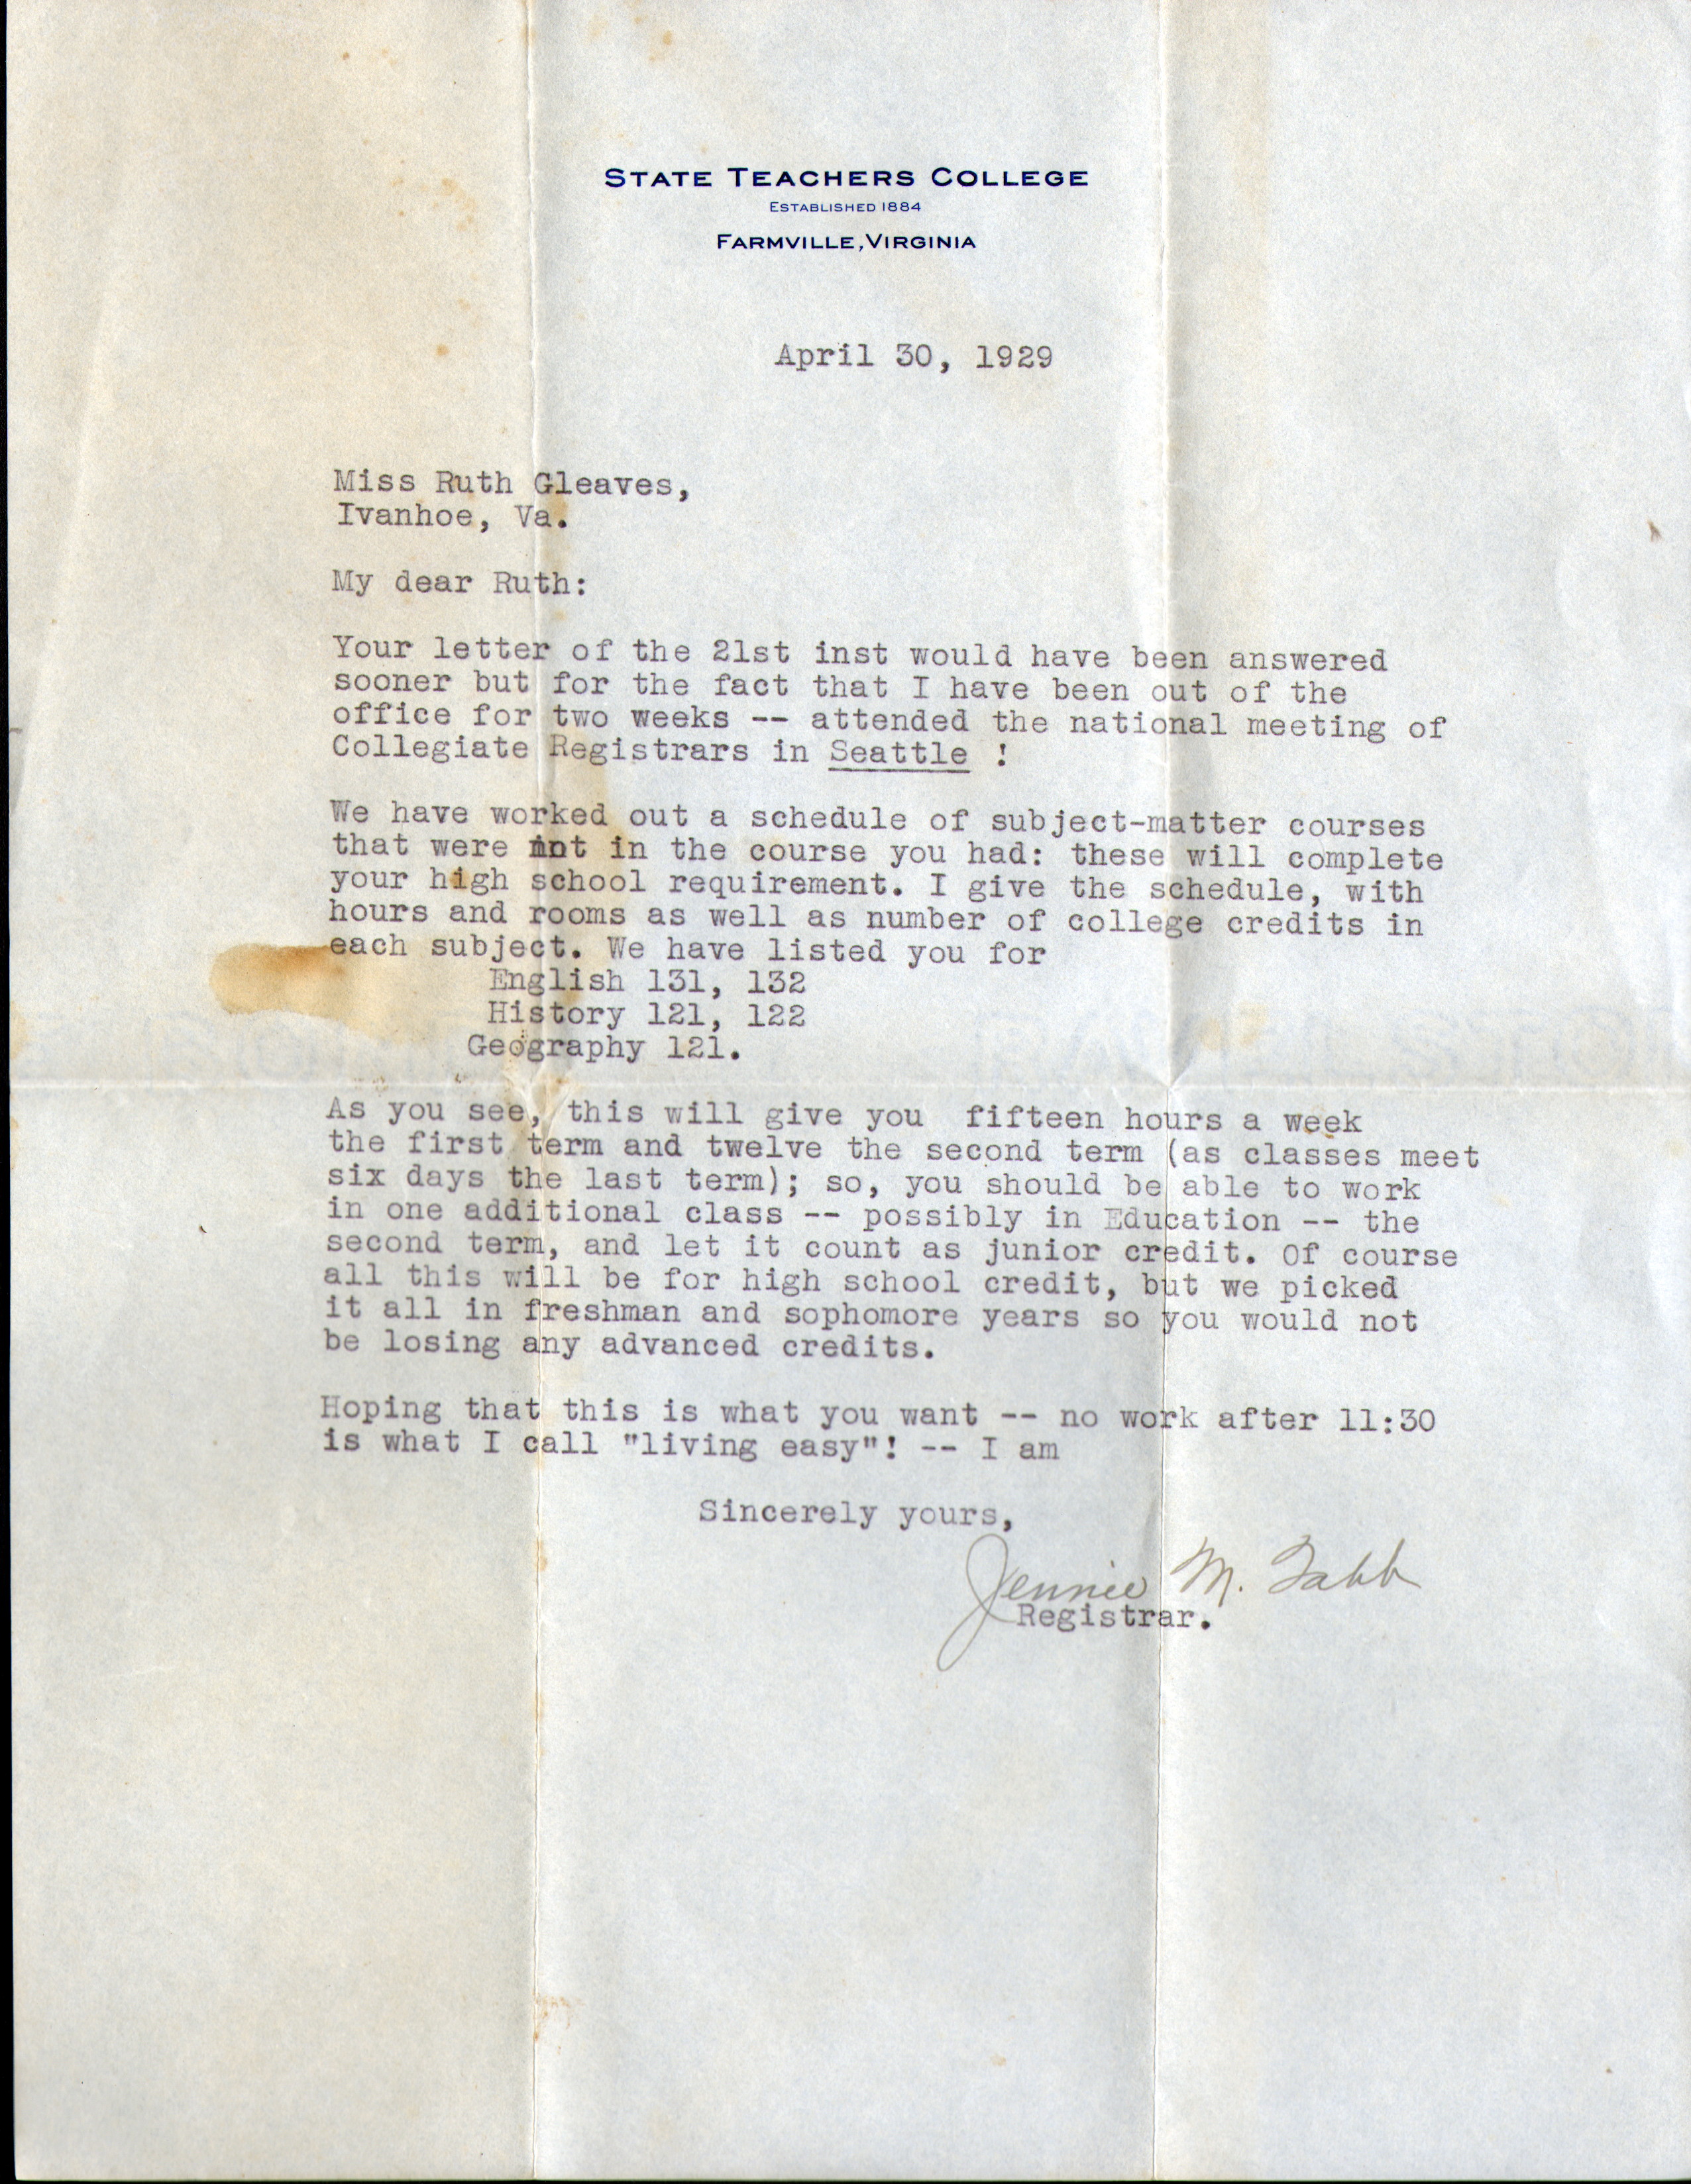 STATE TEACHERS COLLEGE
ESTABLISHED 1884
FARMVILLE, VIRGINIA
April 30, 1929
Miss Ruth Gleaves,
Ivanhoe, Va.
My dear Ruth:
Your letter of the 21st inst would have been answered
sooner but for the fact that I have been out of the
office for two weeks -- attended the national meeting of
Collegiate Registrars in Seattle !
We have worked out a schedule of subject-matter courses
that were not in the course you had: these will complete
your high school requirement. I give the schedule, with
hours and rooms as well as number of college credits in
each subject. We have listed you for
English 131, 132
History 121, 122
Geography 121.
As you see, this will give you fifteen hours a week
the first term and twelve the second term (as classes meet
six days the last term); so, you should be able to work
in one additional class -- possibly in Education -- the
second term, and let it count as junior credit. Of course
all this will be for high school credit, but we picked
it all in freshman and sophomore years so you would not
be losing any advanced credits.
Hoping that this is what you want -- no work after 11:30
is what I call "living easy"! -- I am
Sincerely yours,
Jennie M. Tabb
Registrar.